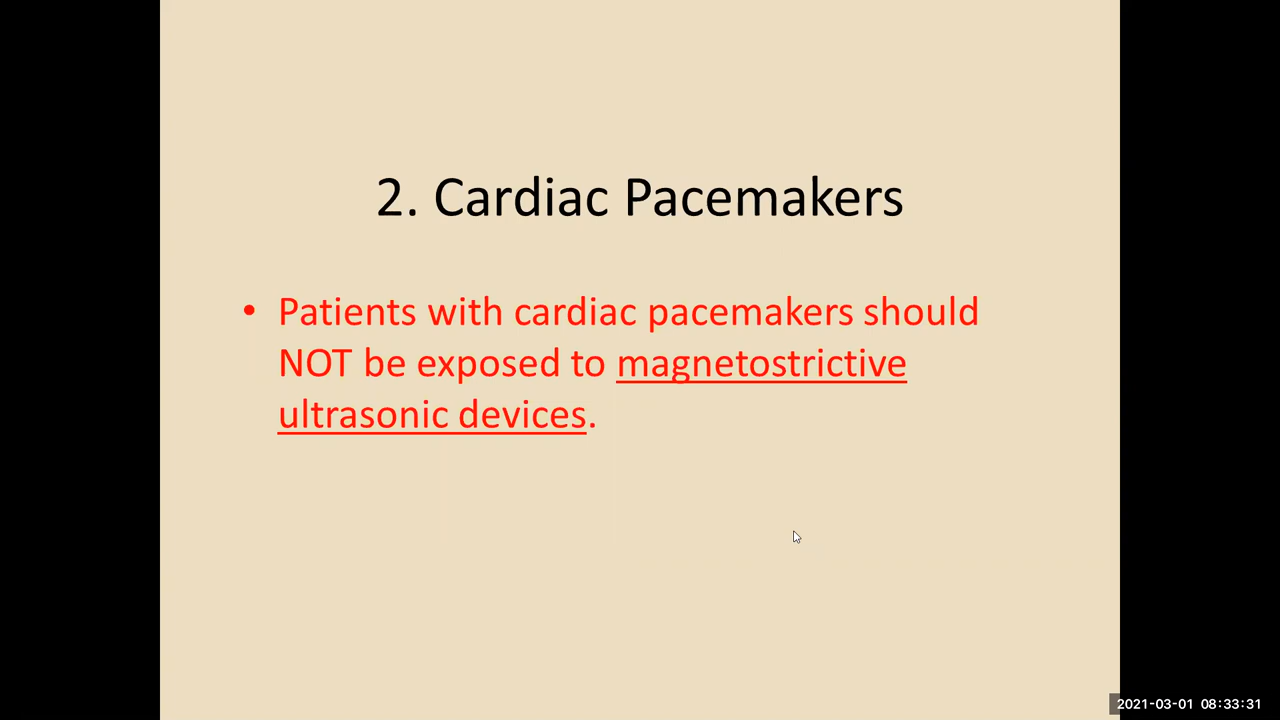 2. Cardiac Pacemakers
• Patients with cardiac pacemakers should
NOT be exposed to magnetostrictive
ultrasonic devices.
2021-03-01 08:33:31